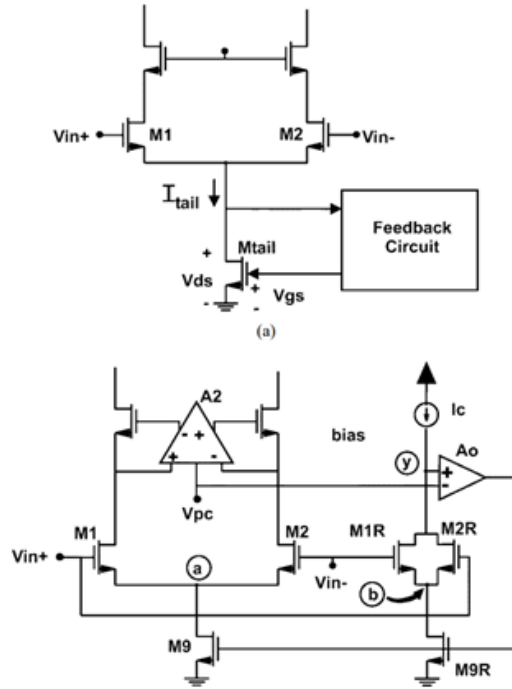 Vin+
M1
M2
Vin-
Itail
+
Vds
-
Mtail
Vgs
+
-
Feedback
Circuit
(a)
A2
- +
+ -
bias
Ic
y
Ao
+
-
Vpc
M1
M2
M1R
M2R
Vin+
a
Vin-
b
M9
M9R